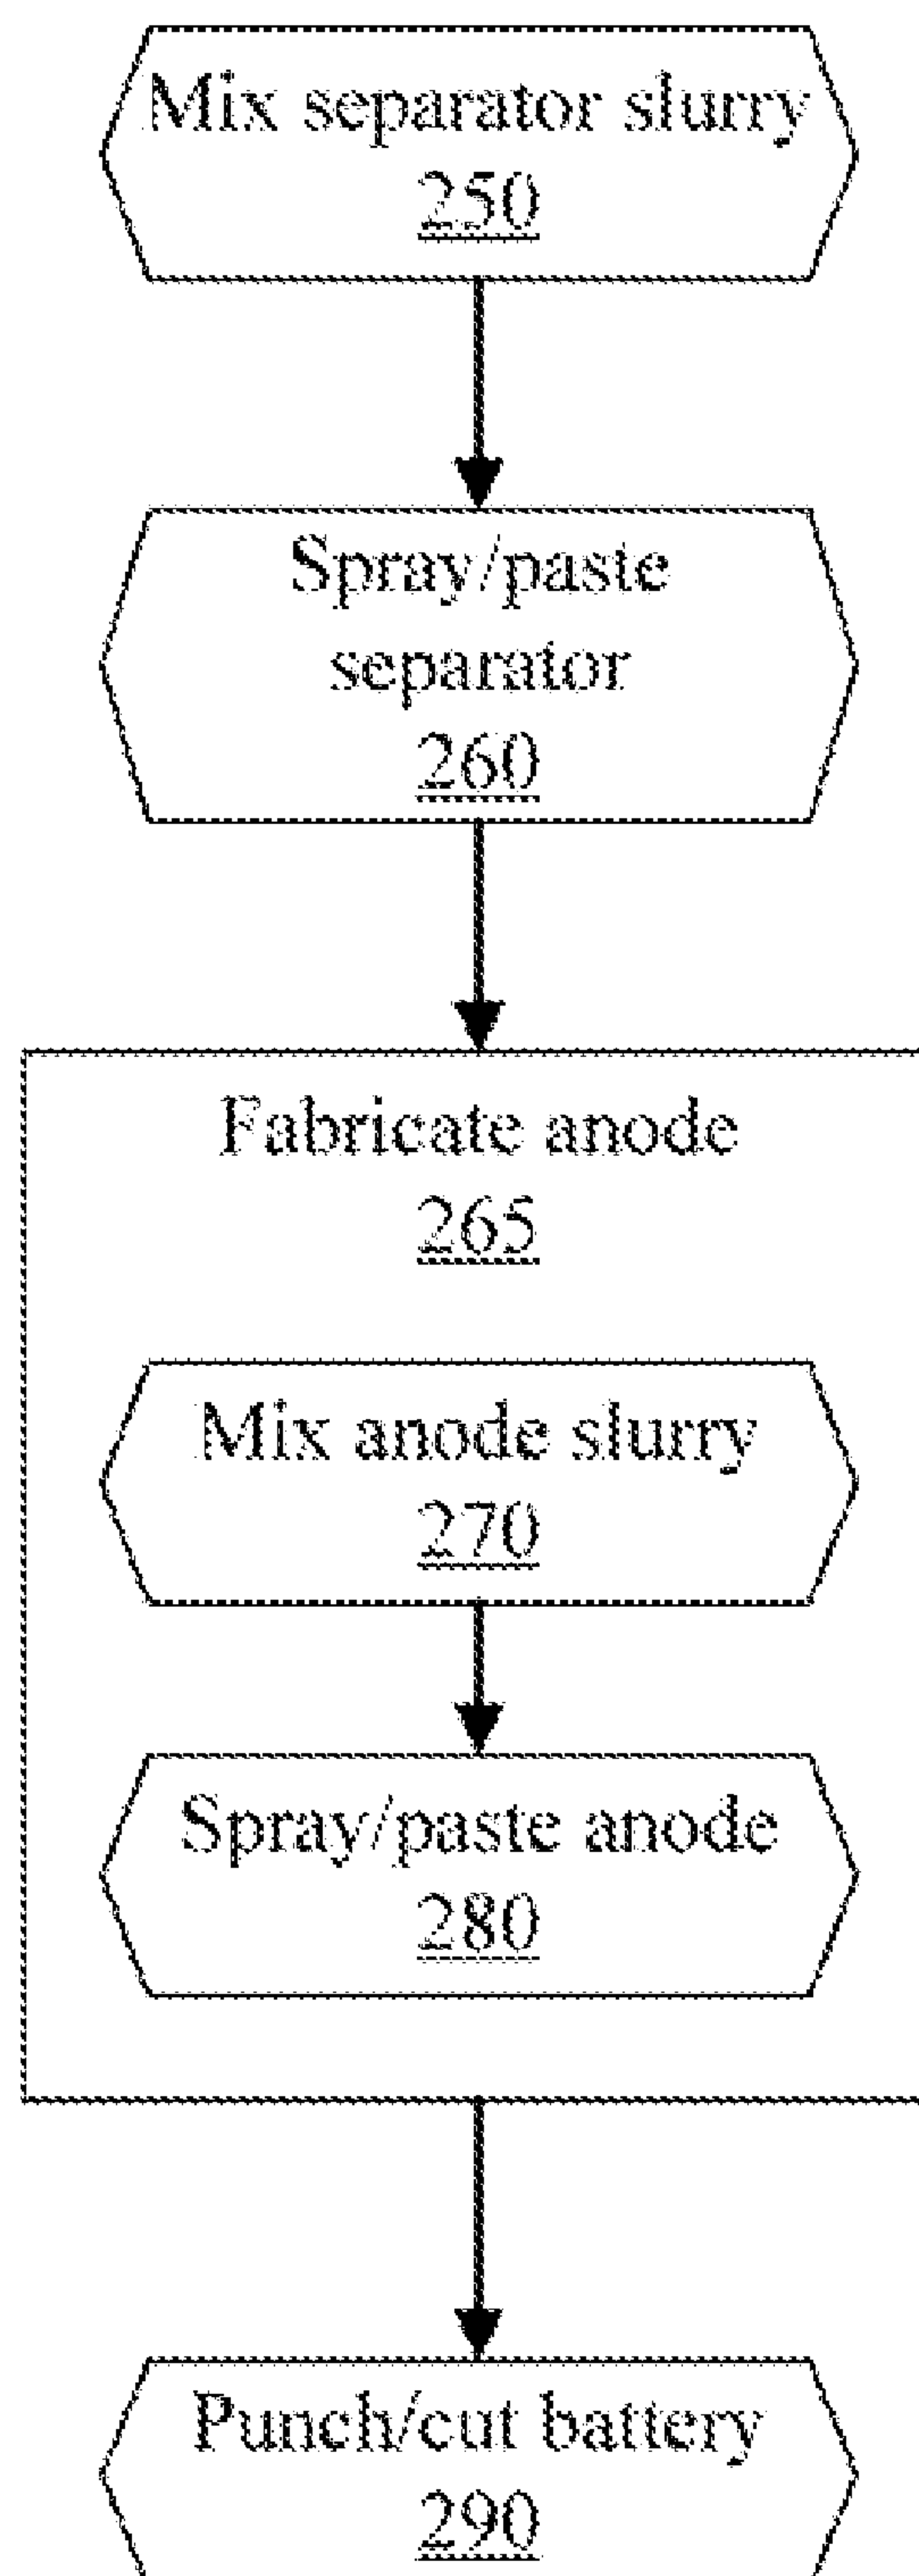 Mix separator slurry
250
Spray/paste
separator
260
Fabricate anode
265
Mix anode slurry
270
Spray/paste anode
280
Punch/cut battery
290